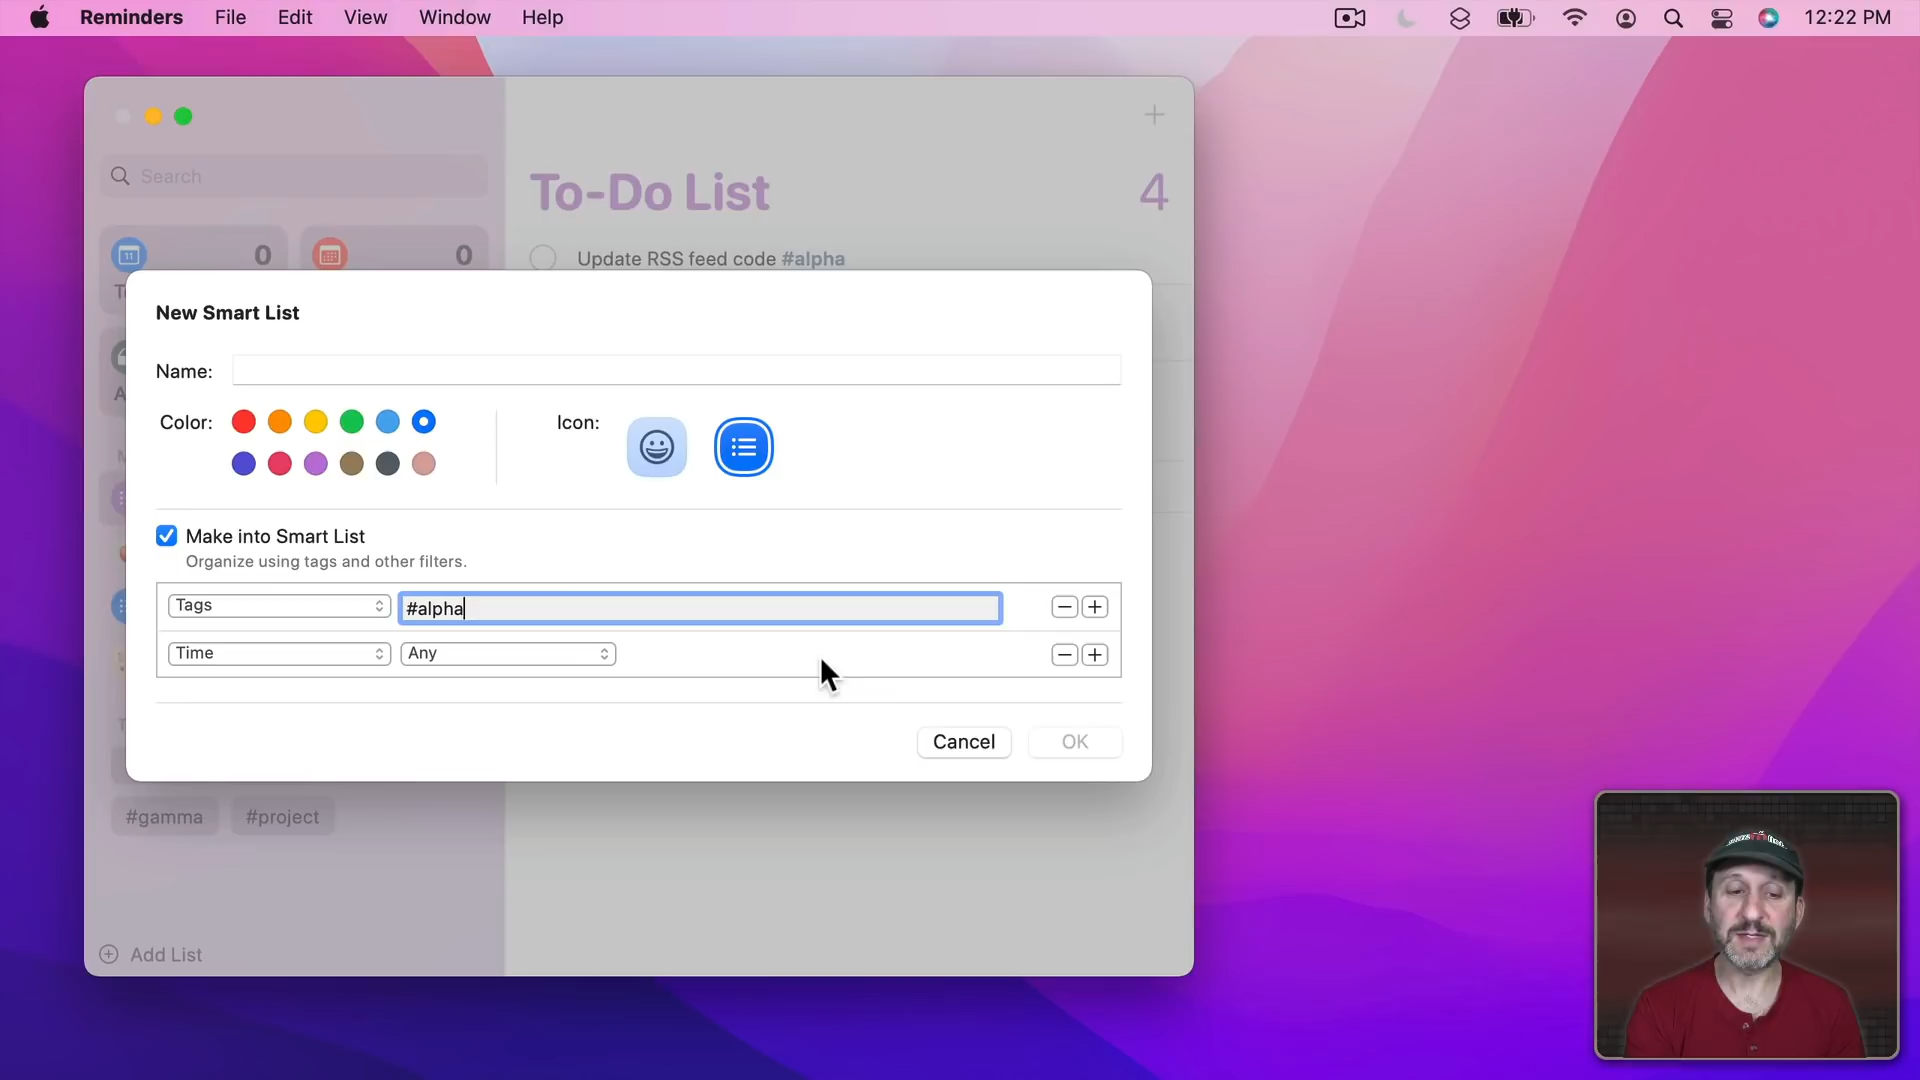 Reminders File Edit View Window Help 12:22 PM
Search
To-Do List 4
0 0
Update RSS feed code #alpha
New Smart List
Name:
Color: Icon:
Make into Smart List
Organize using tags and other filters.
Tags #alpha
Time Any
Cancel OK
#gamma #project
Add List